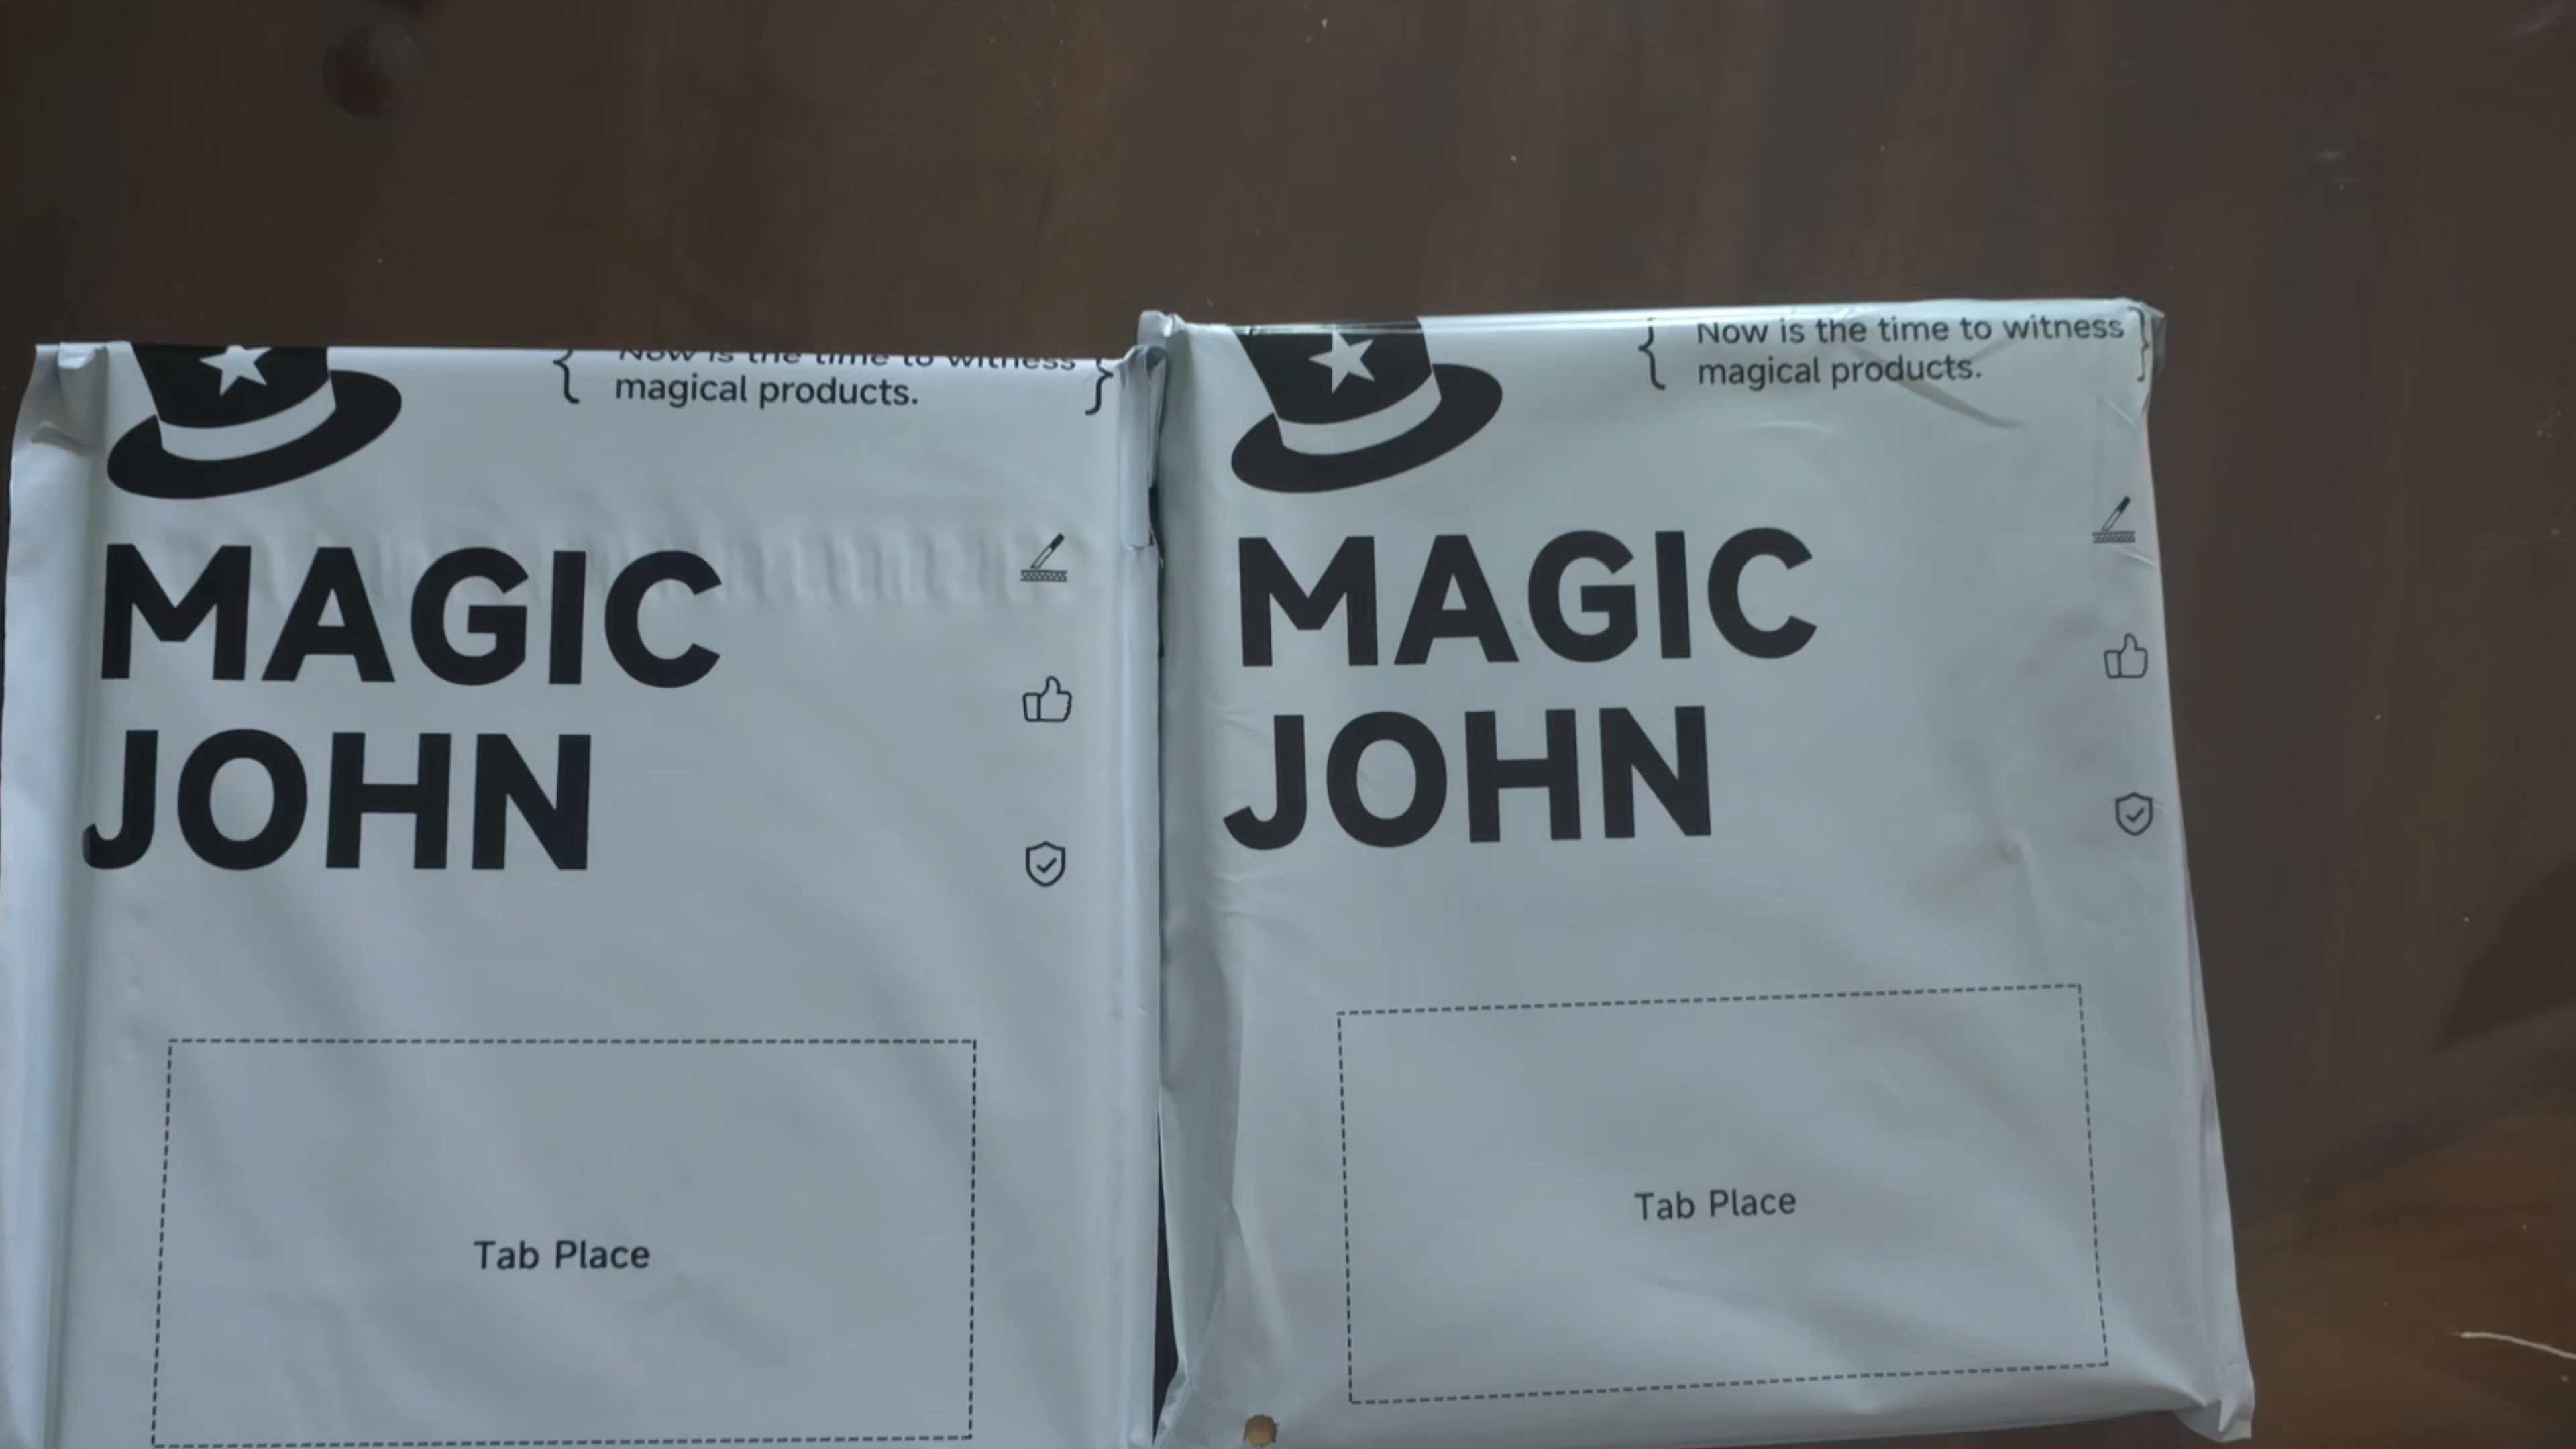 { Now is the time to witness }
magical products.
MAGIC
JOHN
Tab Place
{ Now is the time to witness }
magical products.
MAGIC
JOHN
Tab Place